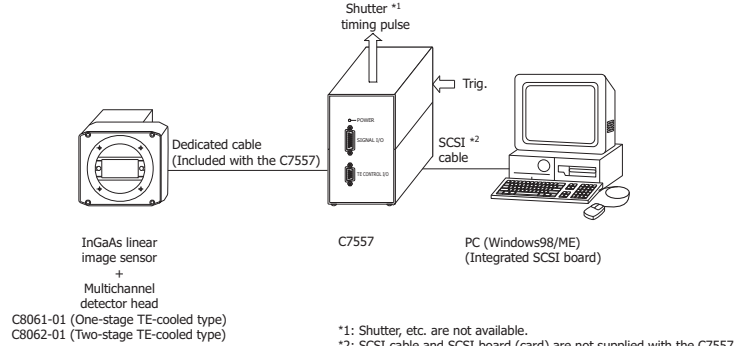 Shutter *1
timing pulse
Trig.
POWER
SIGNAL I/O
TE CONTROL I/O
Dedicated cable
(Included with the C7557)
SCSI *2
cable
InGaAs linear
image sensor
+
Multichannel
detector head
C8061-01 (One-stage TE-cooled type)
C8062-01 (Two-stage TE-cooled type)
C7557
PC (Windows98/ME)
(Integrated SCSI board)
*1: Shutter, etc. are not available.
*2: SCSI cable and SCSI board (card) are not supplied with the C7557